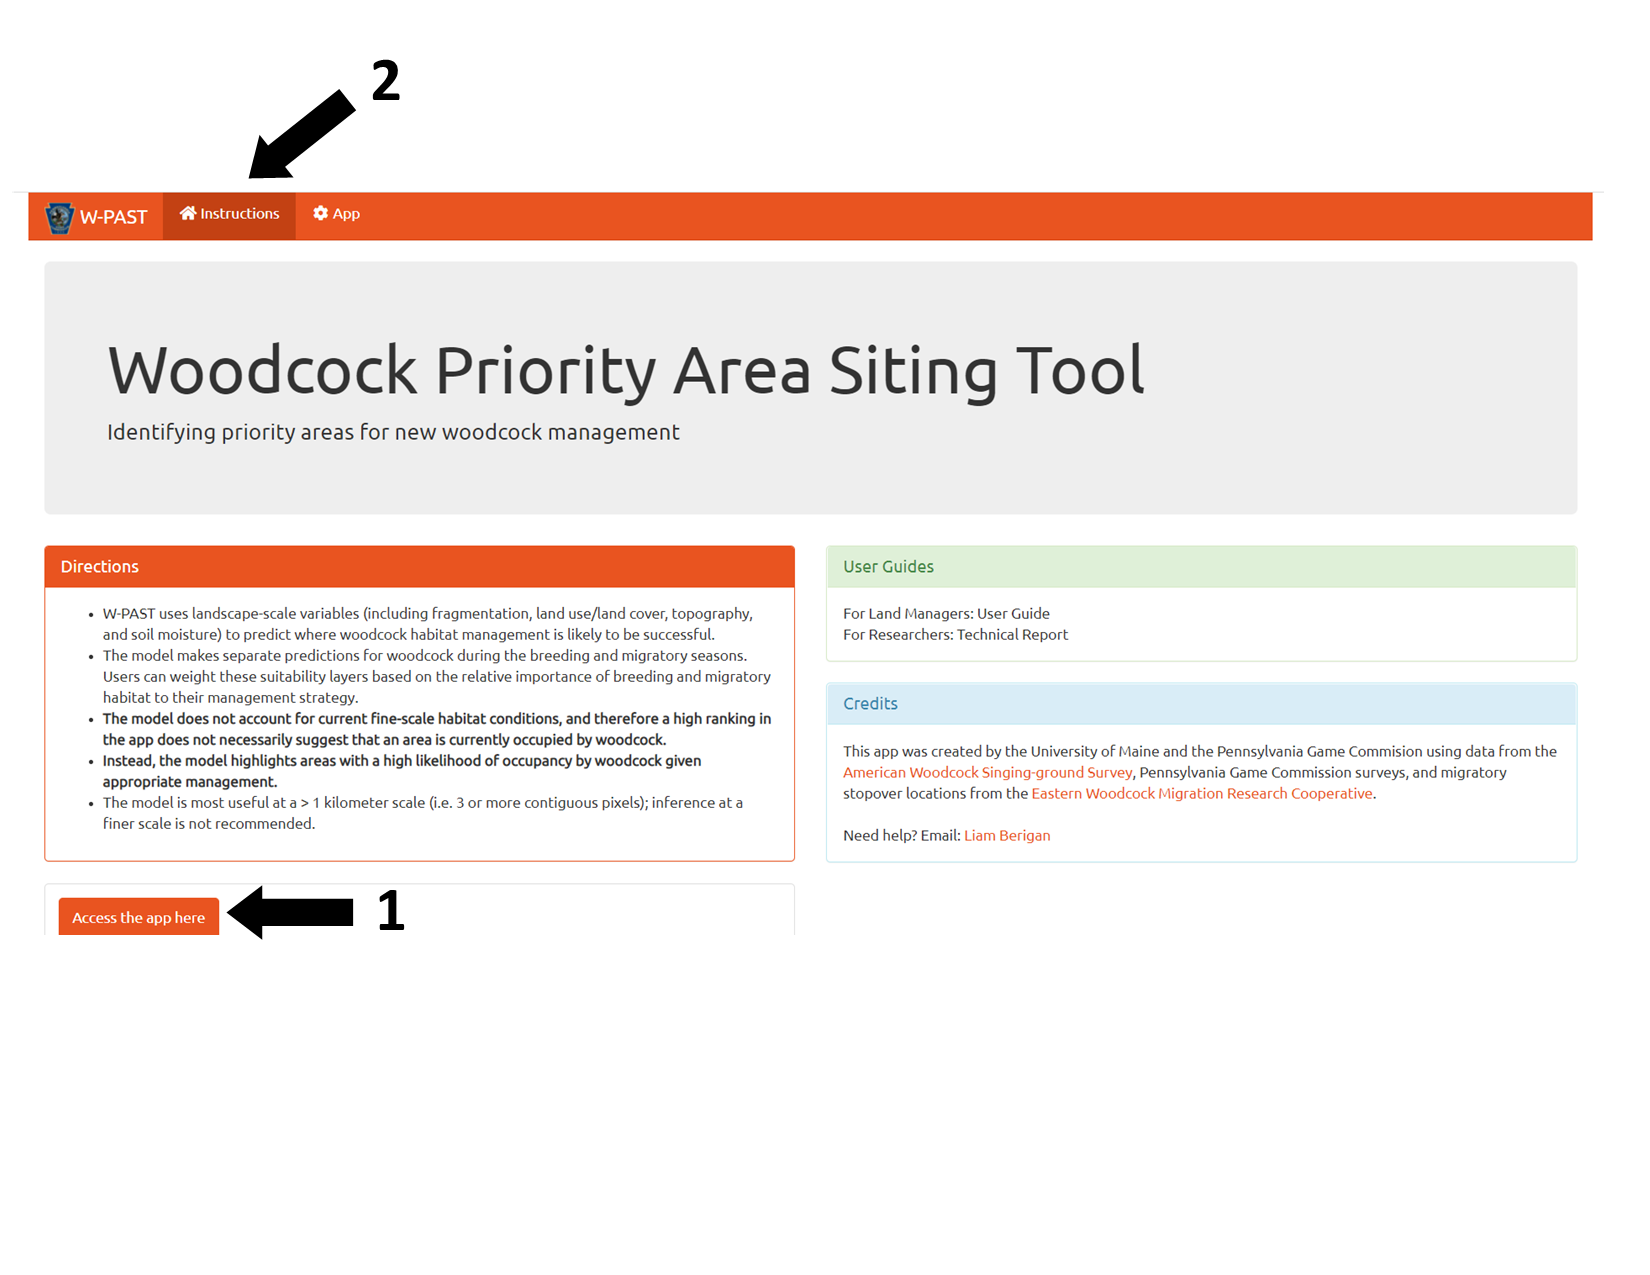 2
W-PAST Instructions App
Woodcock Priority Area Siting Tool
Identifying priority areas for new woodcock management
Directions
• W-PAST uses landscape-scale variables (including fragmentation, land use/land cover, topography,
and soil moisture) to predict where woodcock habitat management is likely to be successful.
• The model makes separate predictions for woodcock during the breeding and migratory seasons.
Users can weight these suitability layers based on the relative importance of breeding and migratory
habitat to their management strategy.
• The model does not account for current fine-scale habitat conditions, and therefore a high ranking in
the app does not necessarily suggest that an area is currently occupied by woodcock.
• Instead, the model highlights areas with a high likelihood of occupancy by woodcock given
appropriate management.
• The model is most useful at a > 1 kilometer scale (i.e. 3 or more contiguous pixels); inference at a
finer scale is not recommended.
Access the app here
1
User Guides
For Land Managers: User Guide
For Researchers: Technical Report
Credits
This app was created by the University of Maine and the Pennsylvania Game Commision using data from the
American Woodcock Singing-ground Survey, Pennsylvania Game Commission surveys, and migratory
stopover locations from the Eastern Woodcock Migration Research Cooperative.
Need help? Email: Liam Berigan